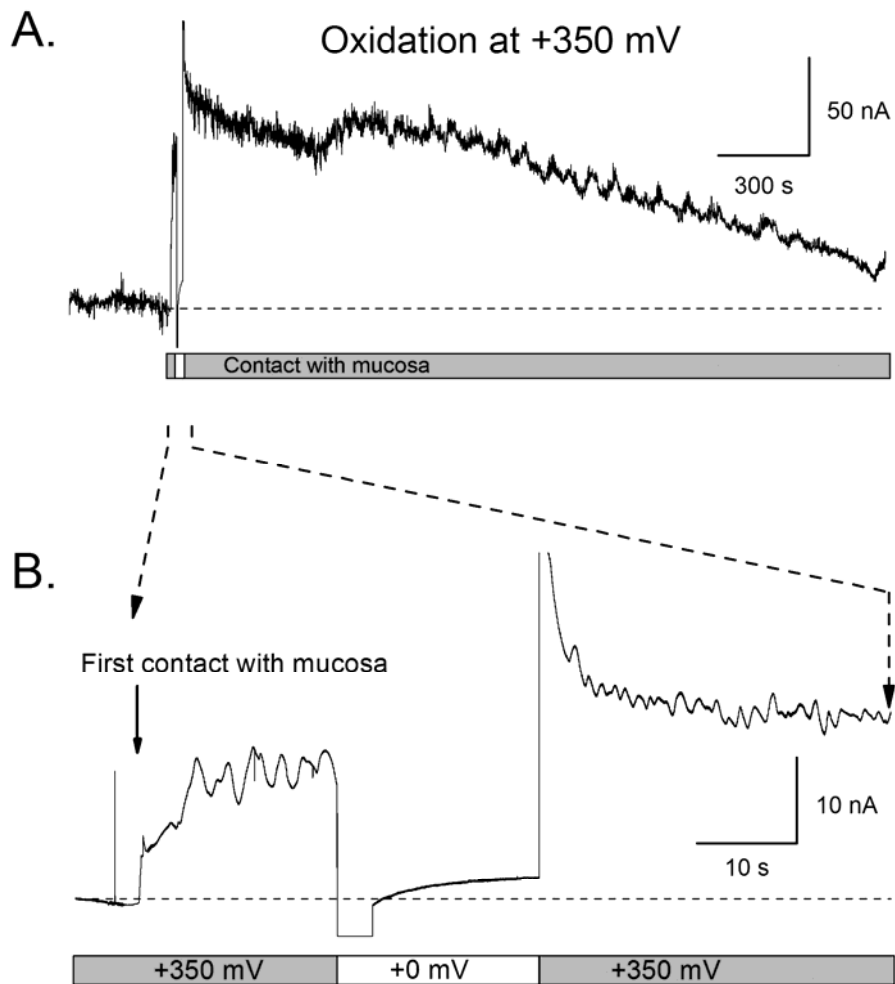 A.
Oxidation at +350 mV
50 nA
300 s
Contact with mucosa
B.
First contact with mucosa
10 nA
10 s
+350 mV
+0 mV
+350 mV